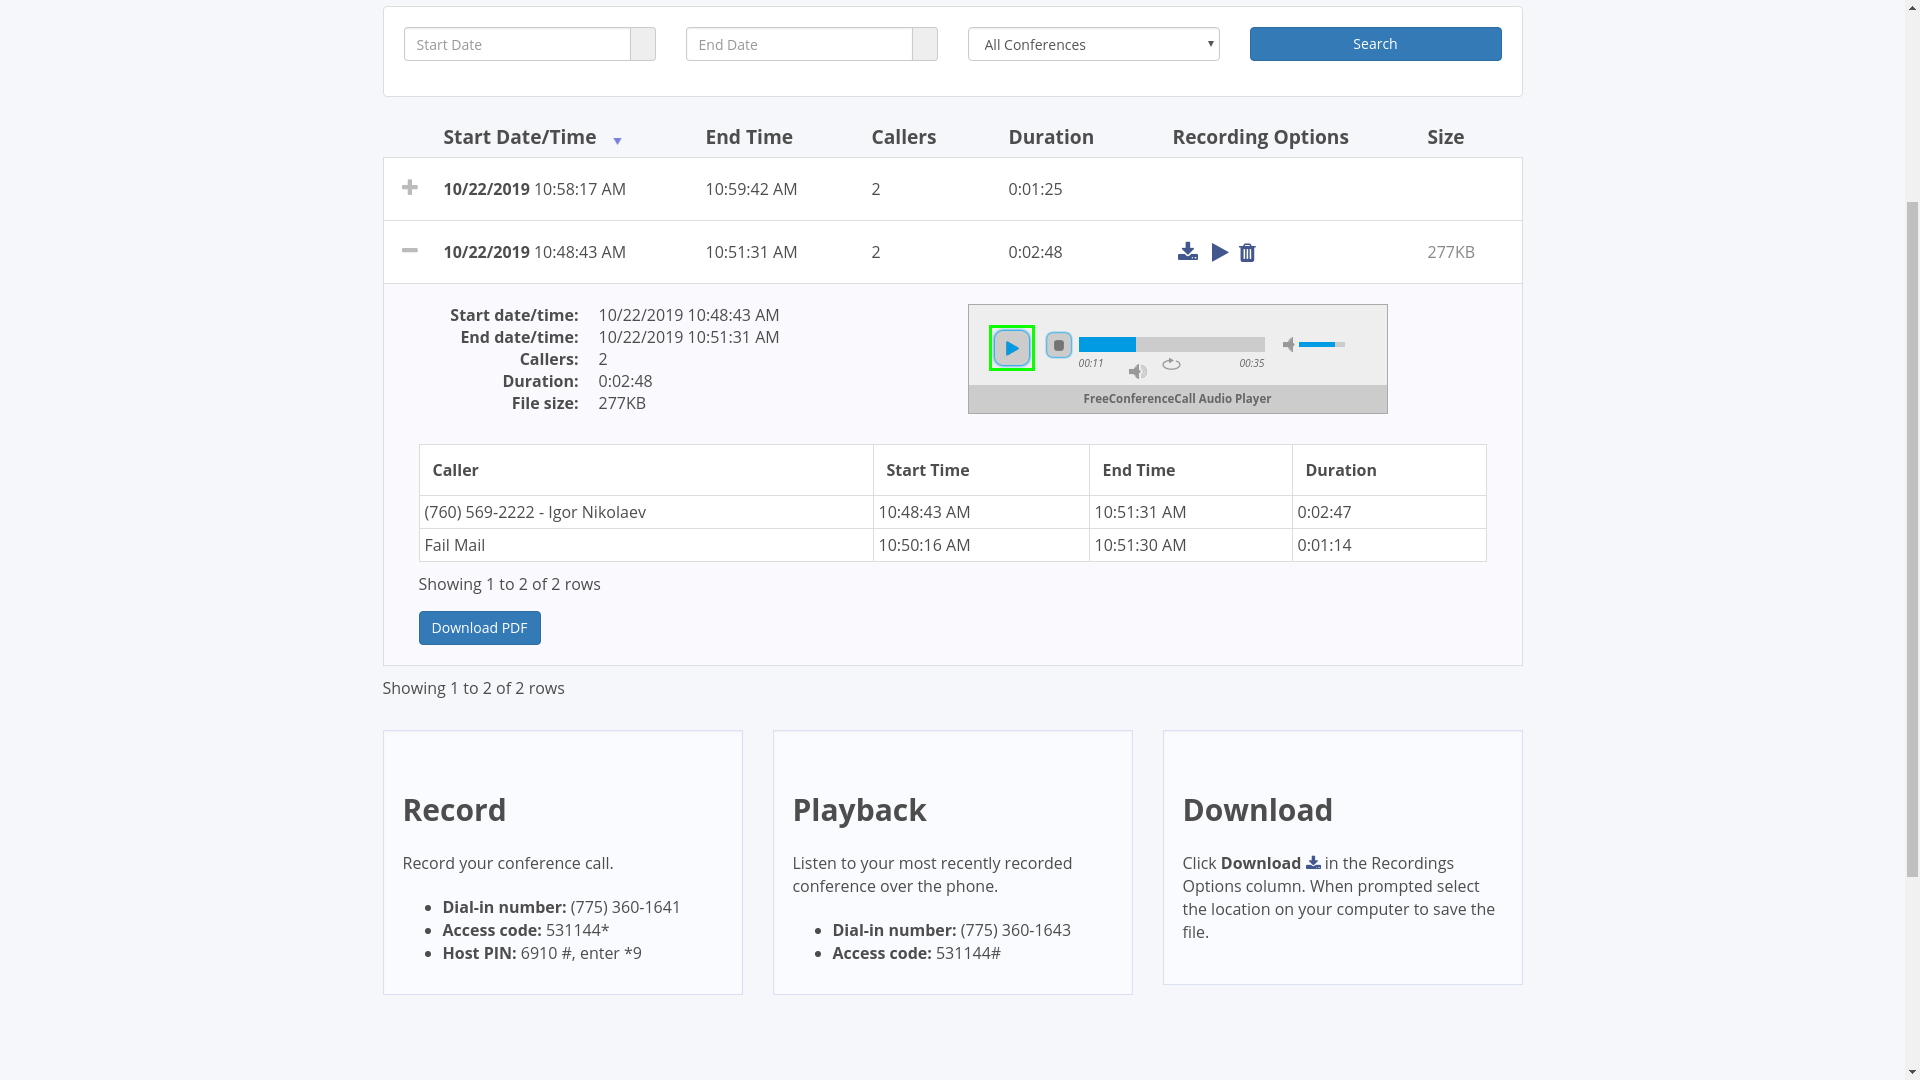 Start Date End Date All Conferences Search
Start Date/Time End Time Callers Duration Recording Options Size
10/22/2019 10:58:17 AM 10:59:42 AM 2 0:01:25
10/22/2019 10:48:43 AM 10:51:31 AM 2 0:02:48 277KB
Start date/time: 10/22/2019 10:48:43 AM
End date/time: 10/22/2019 10:51:31 AM
Callers: 2
Duration: 0:02:48
File size: 277KB
00:11 00:35
FreeConferenceCall Audio Player
Caller Start Time End Time Duration
(760) 569-2222 - Igor Nikolaev 10:48:43 AM 10:51:31 AM 0:02:47
Fail Mail 10:50:16 AM 10:51:30 AM 0:01:14
Showing 1 to 2 of 2 rows
Download PDF
Showing 1 to 2 of 2 rows
Record
Record your conference call.
Dial-in number: (775) 360-1641
Access code: 531144*
Host PIN: 6910 #, enter *9
Playback
Listen to your most recently recorded
conference over the phone.
Dial-in number: (775) 360-1643
Access code: 531144#
Download
Click Download in the Recordings
Options column. When prompted select
the location on your computer to save the
file.